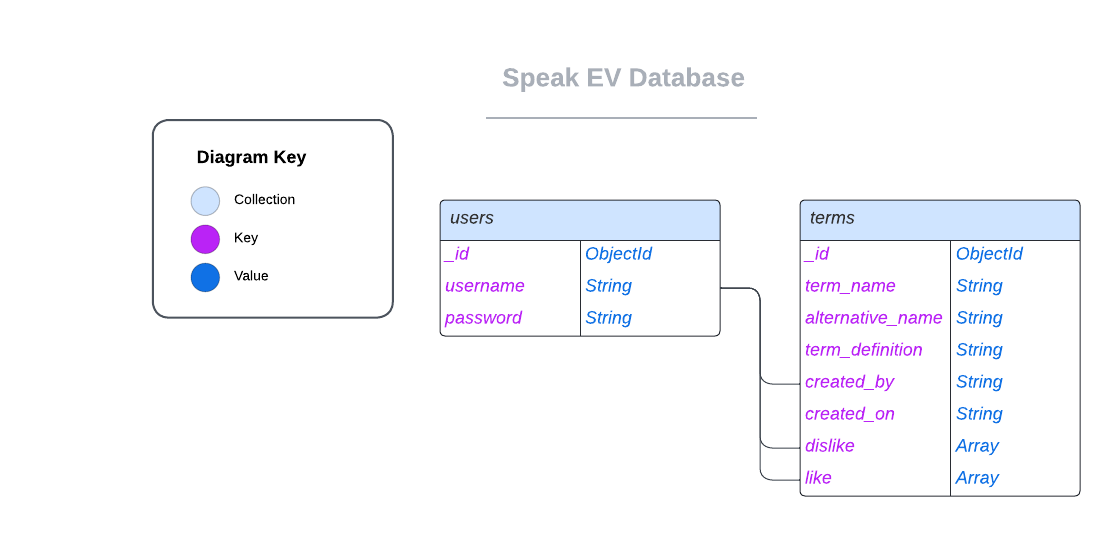 Speak EV Database
Diagram Key
Collection
Key
Value
users
_id ObjectId
username String
password String
terms
_id ObjectId
term_name String
alternative_name String
term_definition String
created_by String
created_on String
dislike Array
like Array